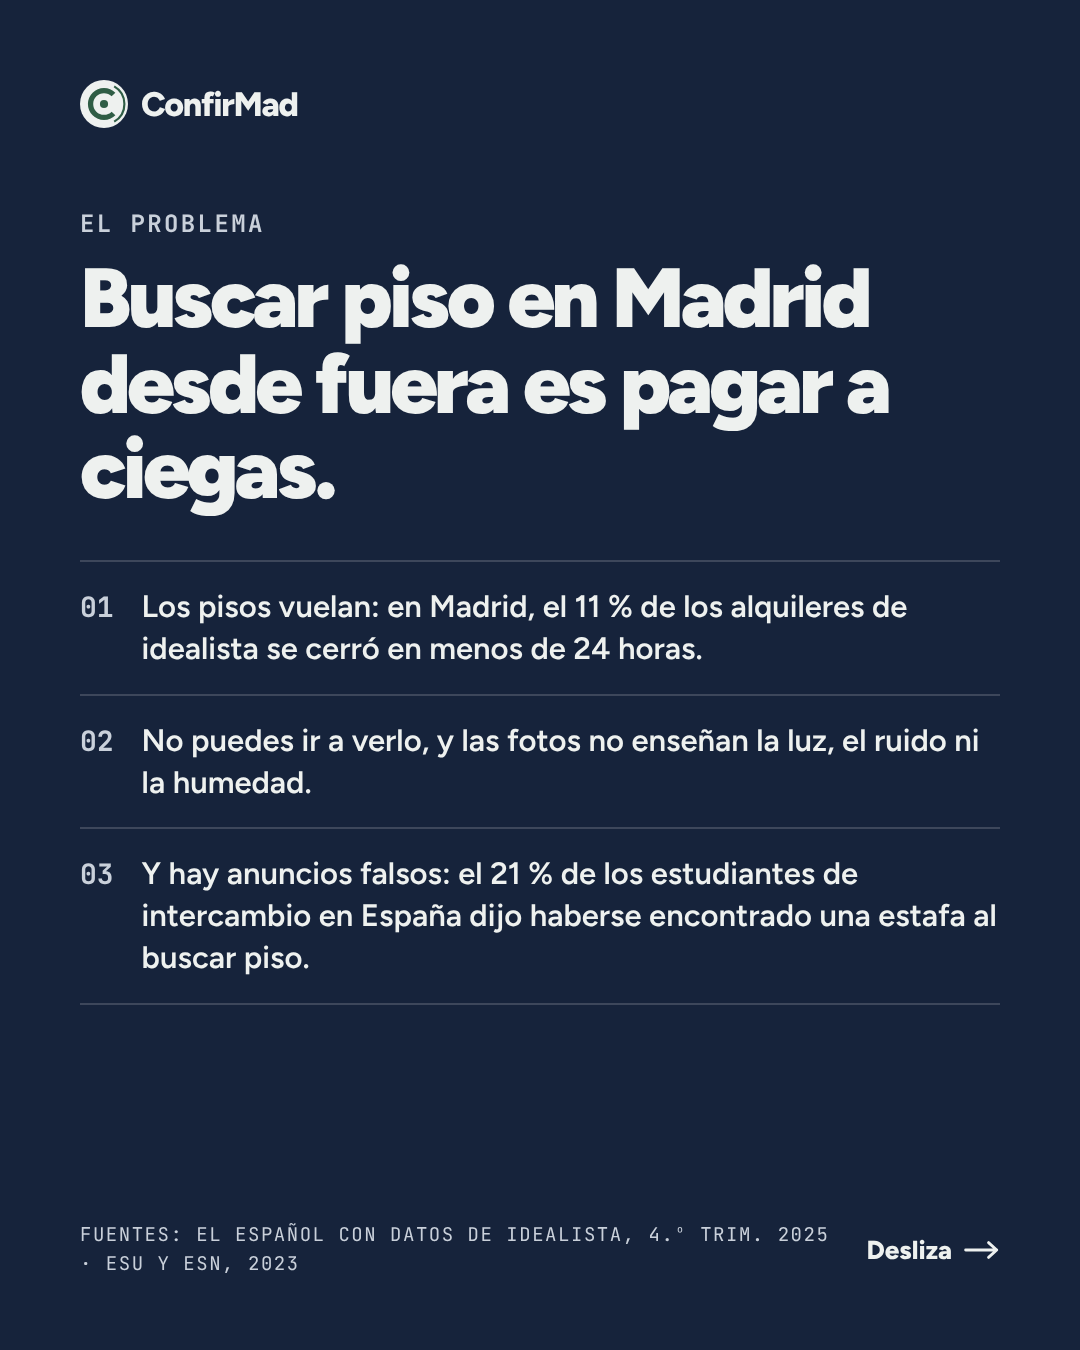 ConfirMad
EL PROBLEMA
Buscar piso en Madrid
desde fuera es pagar a
ciegas.
01 Los pisos vuelan: en Madrid, el 11 % de los alquileres de
idealista se cerró en menos de 24 horas.
02 No puedes ir a verlo, y las fotos no enseñan la luz, el ruido ni
la humedad.
03 Y hay anuncios falsos: el 21 % de los estudiantes de
intercambio en España dijo haberse encontrado una estafa al
buscar piso.
FUENTES: EL ESPAÑOL CON DATOS DE IDEALISTA, 4.º TRIM. 2025
· ESU Y ESN, 2023
Desliza →